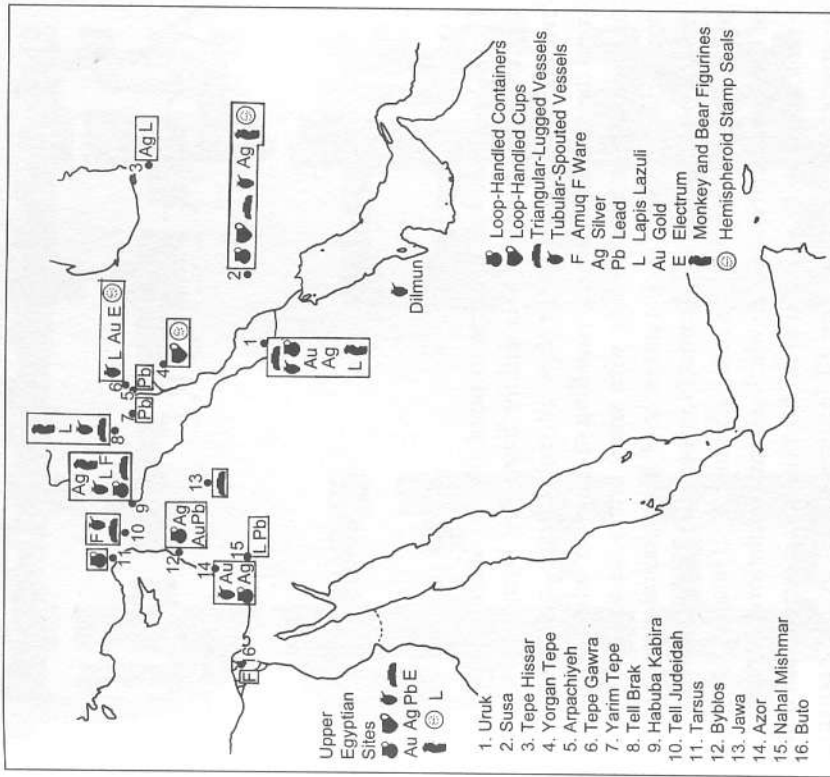 3
Ag L
6
L Au E
5
Pb
7
Pb
8
L
4
2
Ag
Ag
L F
9
F
10
11
13
12
Ag
AuPb
1
Au
Ag
L
15
L Pb
14
Au
Ag
F
16
Dilmun
Upper
Egyptian
Sites
Au Ag Pb E
L
1. Uruk
2. Susa
3. Tepe Hissar
4. Yorgan Tepe
5. Arpachiyeh
6. Tepe Gawra
7. Yarim Tepe
8. Tell Brak
9. Habuba Kabira
10. Tell Judeidah
11. Tarsus
12. Byblos
13. Jawa
14. Azor
15. Nahal Mishmar
16. Buto
Loop-Handled Containers
Loop-Handled Cups
Triangular-Lugged Vessels
Tubular-Spouted Vessels
F Amuq F Ware
Ag Silver
Pb Lead
L Lapis Lazuli
Au Gold
E Electrum
Monkey and Bear Figurines
Hemispheroid Stamp Seals